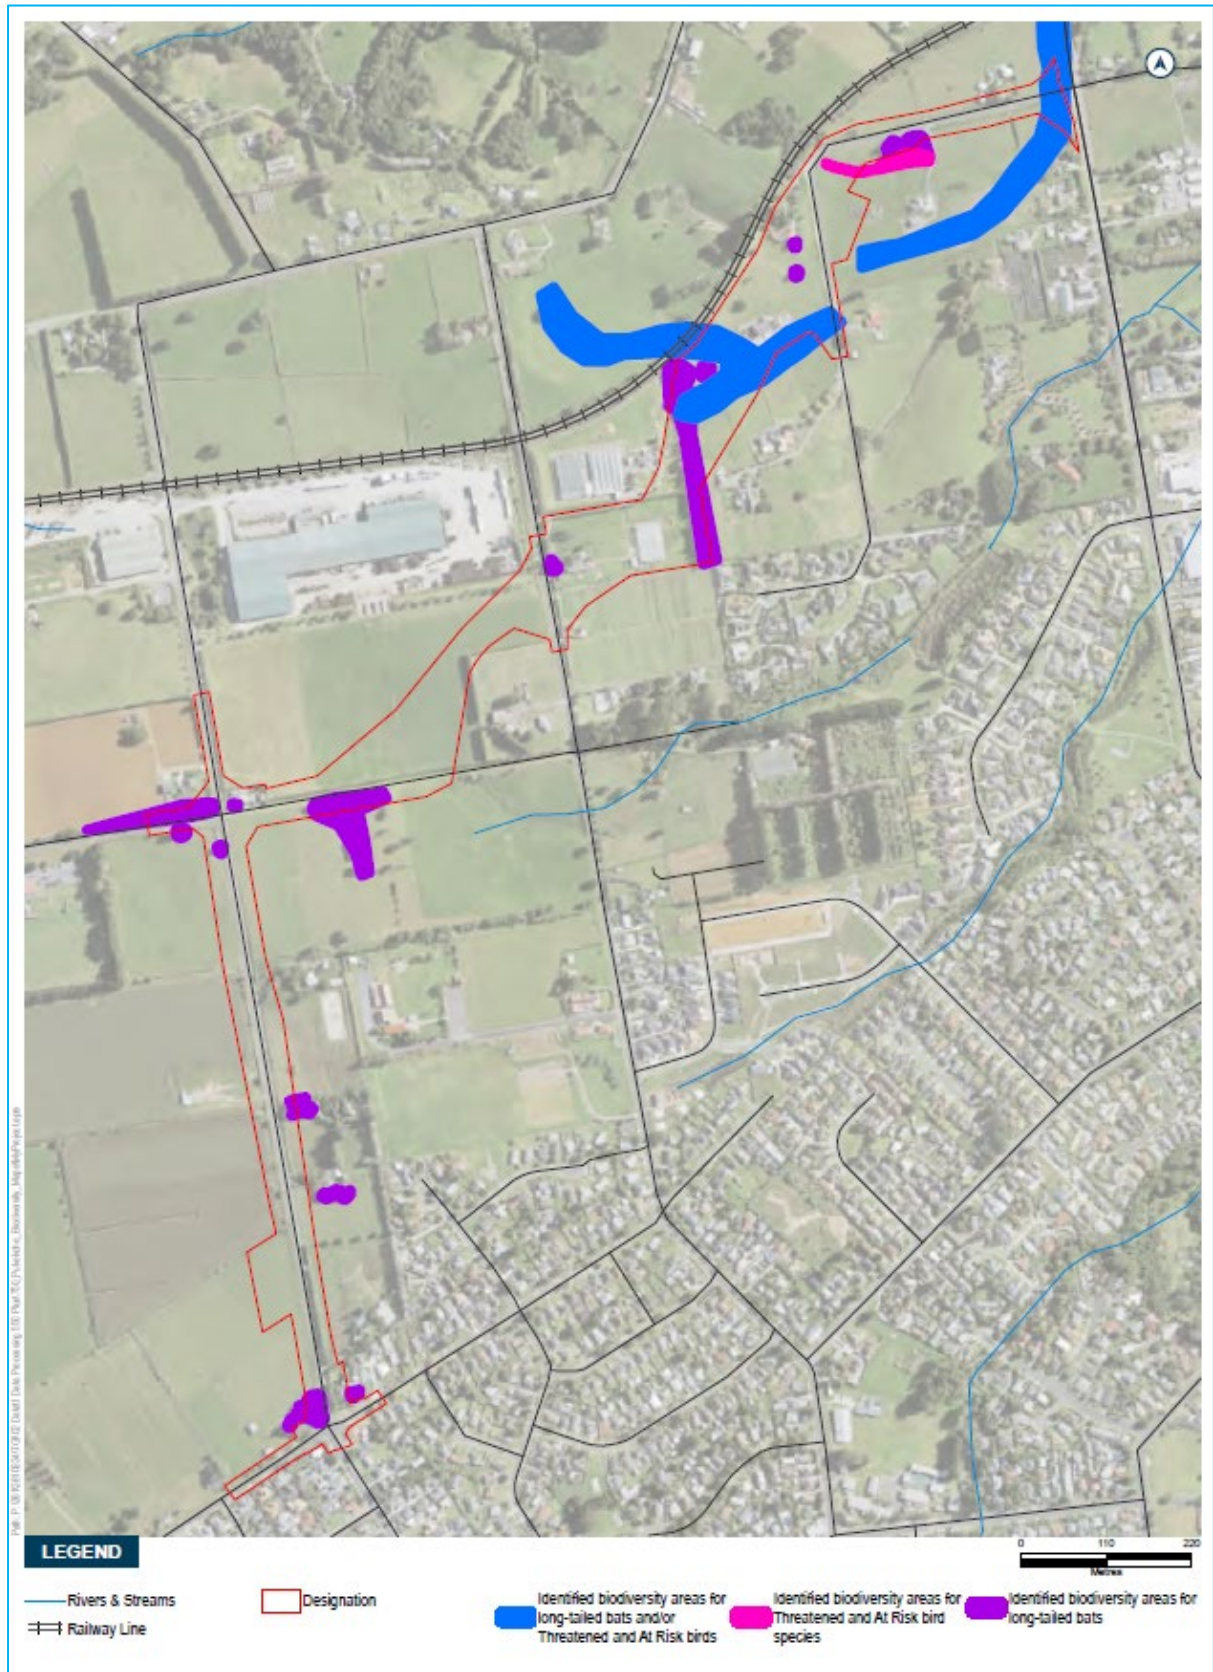 LEGEND
0 110 220
Metres
Rivers & Streams
Railway Line
Designation
Identified biodiversity areas for
long-tailed bats and/or
Threatened and At Risk birds
Identified biodiversity areas for
Threatened and At Risk bird
species
Identified biodiversity areas for
long-tailed bats